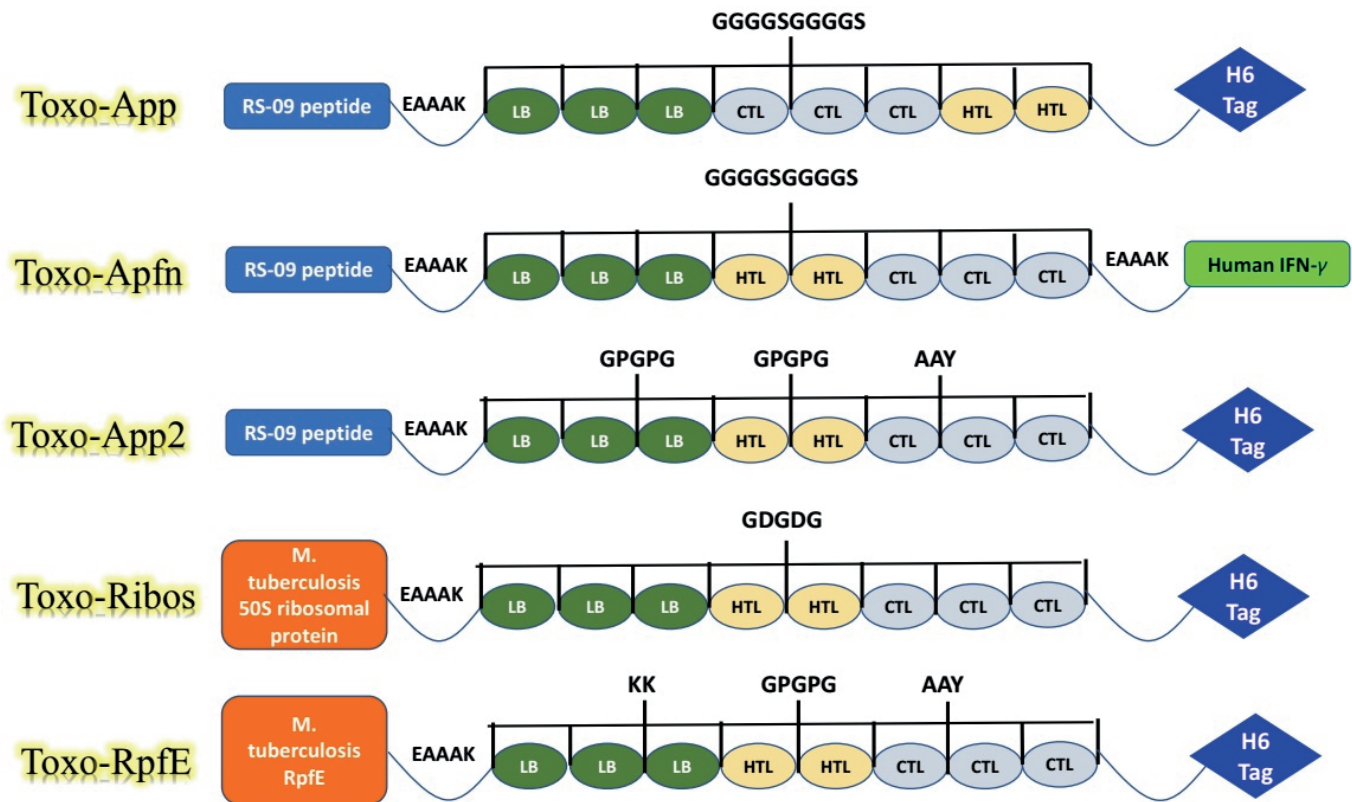 GGGGSGGGGS
Toxo-App
RS-09 peptide
EAAAK
LB LB LB CTL CTL CTL HTL HTL
H6
Tag
GGGGSGGGGS
Toxo-Apfn
RS-09 peptide
EAAAK
LB LB LB HTL HTL CTL CTL CTL
EAAAK
Human IFN-γ
GPGPG GPGPG AAY
Toxo-App2
RS-09 peptide
EAAAK
LB LB LB HTL HTL CTL CTL CTL
H6
Tag
GDGDG
Toxo-Ribos
M.
tuberculosis
50S ribosomal
protein
EAAAK
LB LB LB HTL HTL CTL CTL CTL
H6
Tag
KK GPGPG AAY
Toxo-RpfE
M.
tuberculosis
RpfE
EAAAK
LB LB LB HTL HTL CTL CTL CTL
H6
Tag